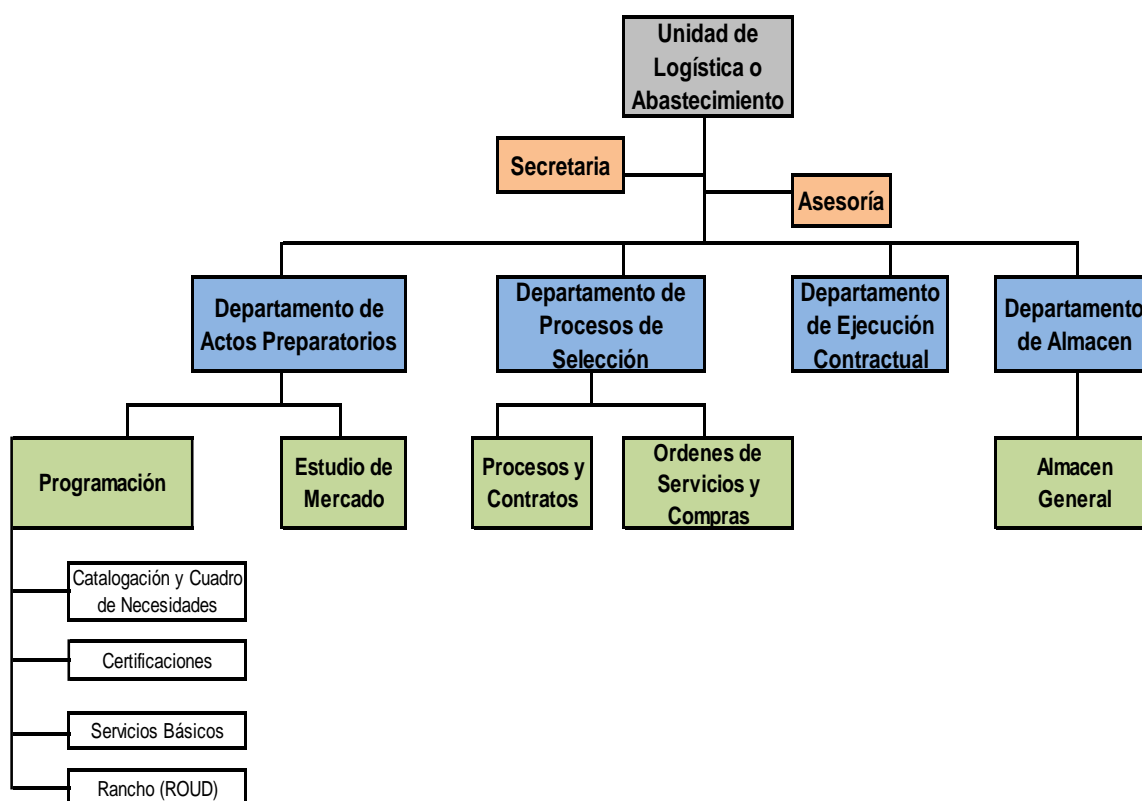 Unidad de
Logística o
Abastecimiento
Secretaria
Asesoría
Departamento de
Actos Preparatorios
Departamento de
Procesos de
Selección
Departamento
de Ejecución
Contractual
Departamento
de Almacen
Programación
Estudio de
Mercado
Procesos y
Contratos
Ordenes de
Servicios y
Compras
Almacen
General
Catalogación y Cuadro
de Necesidades
Certificaciones
Servicios Básicos
Rancho (ROUD)